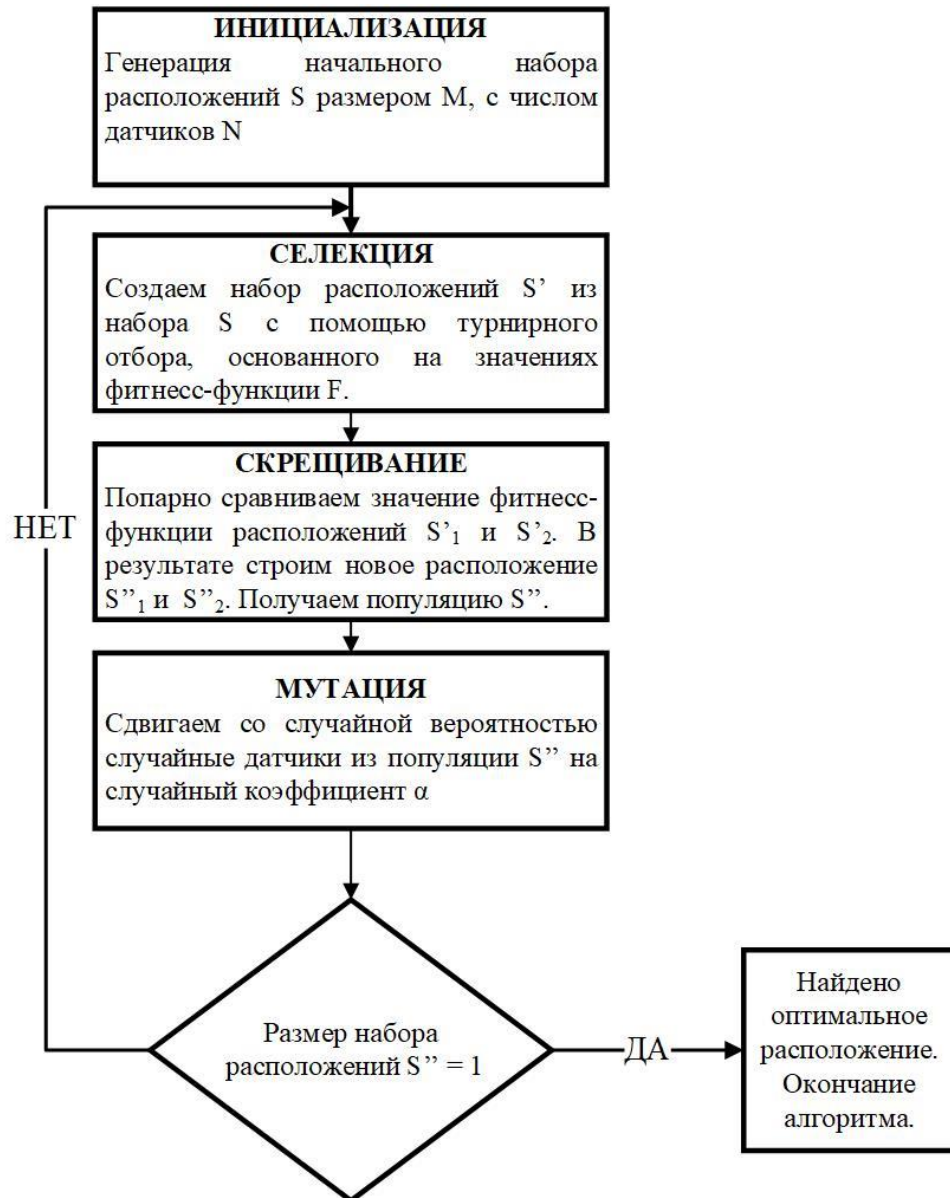 ИНИЦИАЛИЗАЦИЯ
Генерация начального набора
расположений S размером M, с числом
датчиков N
СЕЛЕКЦИЯ
Создаем набор расположений S’ из
набора S с помощью турнирного
отбора, основанного на значениях
фитнесс-функции F.
СКРЕЩИВАНИЕ
Попарно сравниваем значение фитнесс-
функции расположений S’₁ и S’₂. В
результате строим новое расположение
S”₁ и S”₂. Получаем популяцию S”.
НЕТ
МУТАЦИЯ
Сдвигаем со случайной вероятностью
случайные датчики из популяции S” на
случайный коэффициент α
Размер набора
расположений S” = 1
ДА
Найдено
оптимальное
расположение.
Окончание
алгоритма.